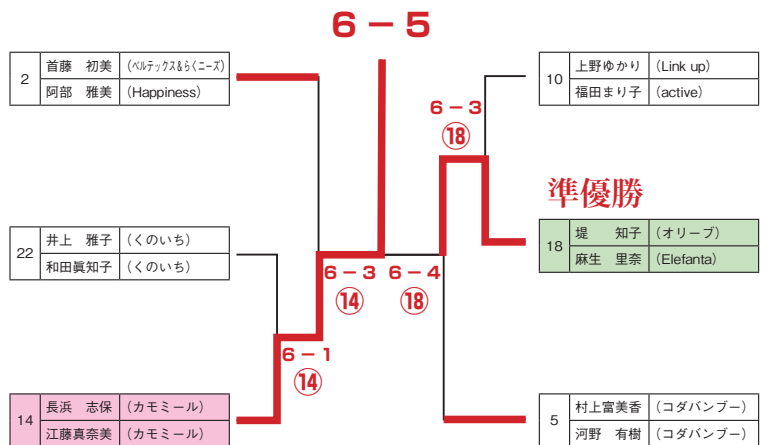 6－5
2
首藤　初美（ベルテックス&らくニーズ）
阿部　雅美（Happiness）
10
上野ゆかり（Link up）
福田まり子（active）
6－3
⑱
準優勝
22
井上　雅子（くのいち）
和田眞知子（くのいち）
18
堤　　知子（オリーブ）
麻生　里奈（Elefanta）
6－3
⑭
6－4
⑱
6－1
⑭
14
長浜　志保（カモミール）
江藤真奈美（カモミール）
5
村上富美香（コダバンブー）
河野　有樹（コダバンブー）